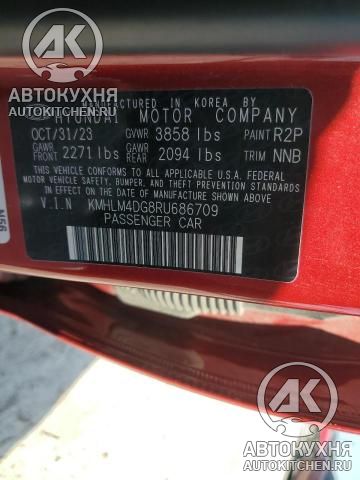 АВТОКУХНЯ
AUTOKITCHEN.RU
MANUFACTURED IN KOREA BY
HYUNDAI MOTOR COMPANY
OCT/31/23 GVWR 3858 lbs PAINT R2P
GAWR FRONT 2271 lbs GAWR REAR 2094 lbs TRIM NNB
THIS VEHICLE CONFORMS TO ALL APPLICABLE U.S.A. FEDERAL
MOTOR VEHICLE SAFETY, BUMPER, AND THEFT PREVENTION
STANDARDS IN EFFECT ON THE DATE OF MANUFACTURE SHOWN ABOVE.
V.I.N KMHLM4DG8RU686709
PASSENGER CAR
N56
AK
АВТОКУХНЯ
AUTOKITCHEN.RU